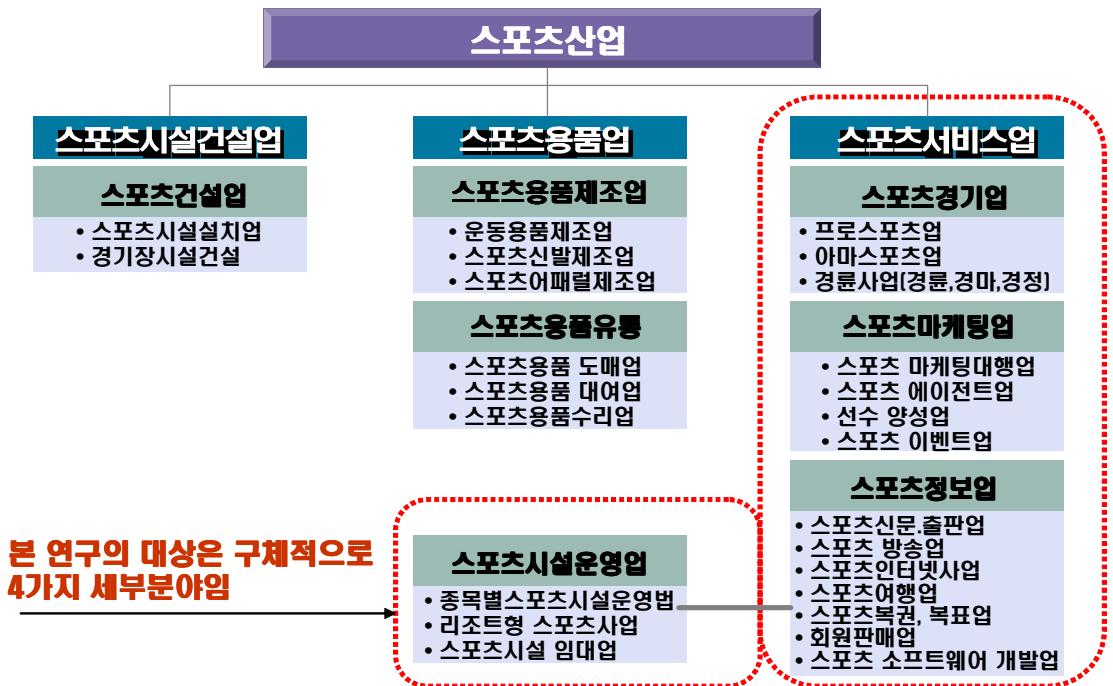 스포츠산업
스포츠시설건설업
스포츠건설업
• 스포츠시설설치업
• 경기장시설건설
스포츠용품업
스포츠용품제조업
• 운동용품제조업
• 스포츠신발제조업
• 스포츠어패럴제조업
스포츠용품유통
• 스포츠용품 도매업
• 스포츠용품 대여업
• 스포츠용품수리업
스포츠서비스업
스포츠경기업
• 프로스포츠업
• 아마스포츠업
• 경륜사업(경륜,경마,경정)
스포츠마케팅업
• 스포츠 마케팅대행업
• 스포츠 에이전트업
• 선수 양성업
• 스포츠 이벤트업
스포츠정보업
• 스포츠신문.출판업
• 스포츠 방송업
• 스포츠인터넷사업
• 스포츠여행업
• 스포츠복권, 복표업
• 회원판매업
• 스포츠 소프트웨어 개발업
스포츠시설운영업
• 종목별스포츠시설운영법
• 리조트형 스포츠사업
• 스포츠시설 임대업
본 연구의 대상은 구체적으로
4가지 세부분야임